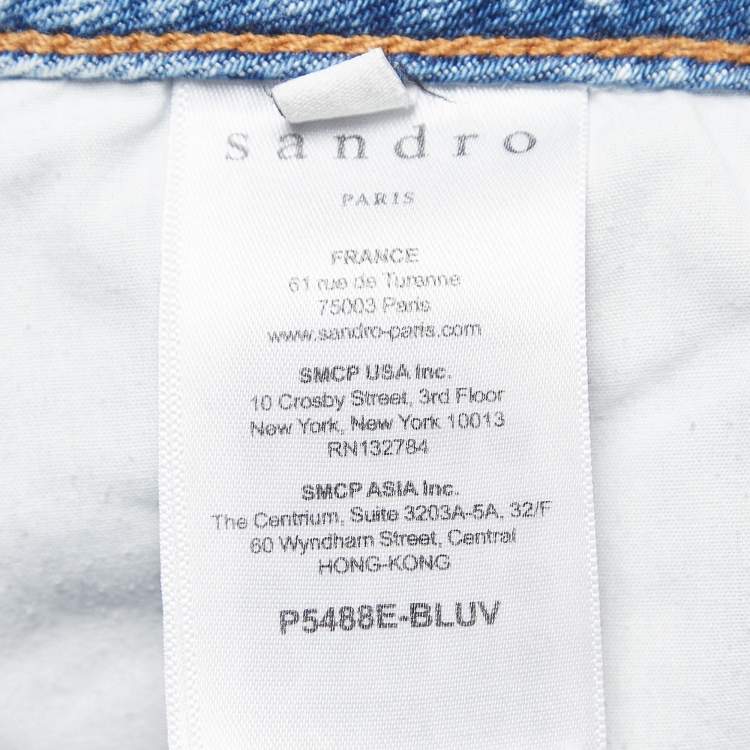 sandro
PARIS
FRANCE
61 rue de Turenne
75003 Paris
www.sandro-paris.com
SMCP USA Inc.
10 Crosby Street, 3rd Floor
New York, New York 10013
RN132784
SMCP ASIA Inc.
The Centrium, Suite 3203A-5A, 32/F
60 Wyndham Street, Central
HONG-KONG
P5488E-BLUV